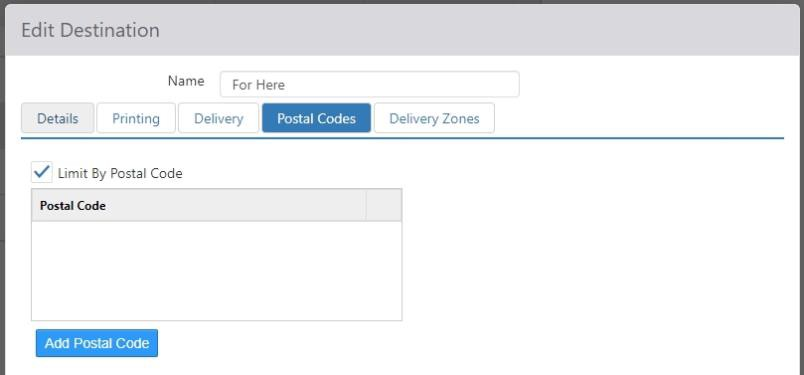 Edit Destination
Name For Here
Details Printing Delivery Postal Codes Delivery Zones
Limit By Postal Code
Postal Code
Add Postal Code